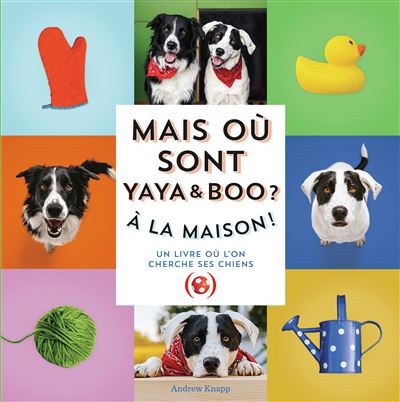 MAIS OÙ
SONT
YAYA & BOO?
À LA MAISON!
UN LIVRE OÙ L'ON
CHERCHE SES CHIENS
Andrew Knapp